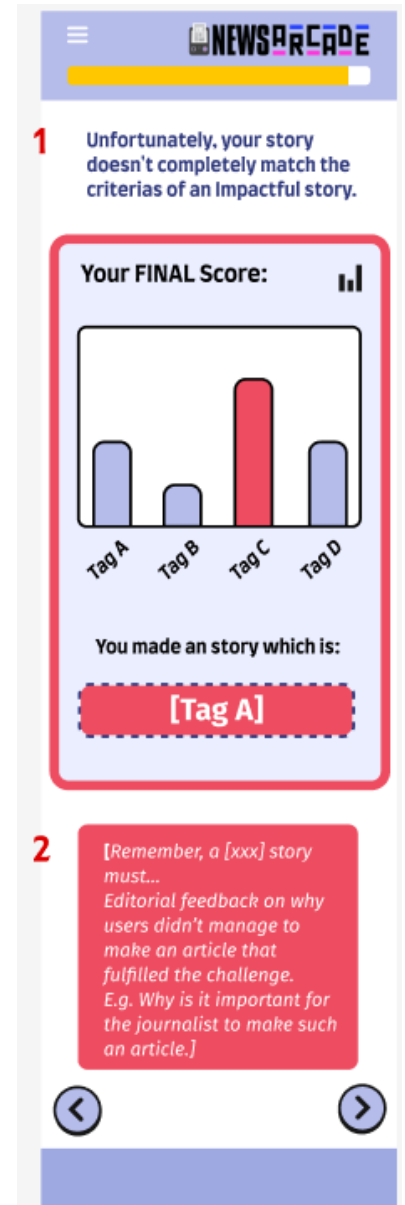 NEWSARCADE
1
Unfortunately, your story
doesn't completely match the
criterias of an Impactful story.
Your FINAL Score:
Tag A
Tag B
Tag C
Tag D
You made an story which is:
[Tag A]
2
[Remember, a [xxx] story
must...
Editorial feedback on why
users didn't manage to
make an article that
fulfilled the challenge.
E.g. Why is it important for
the journalist to make such
an article.]